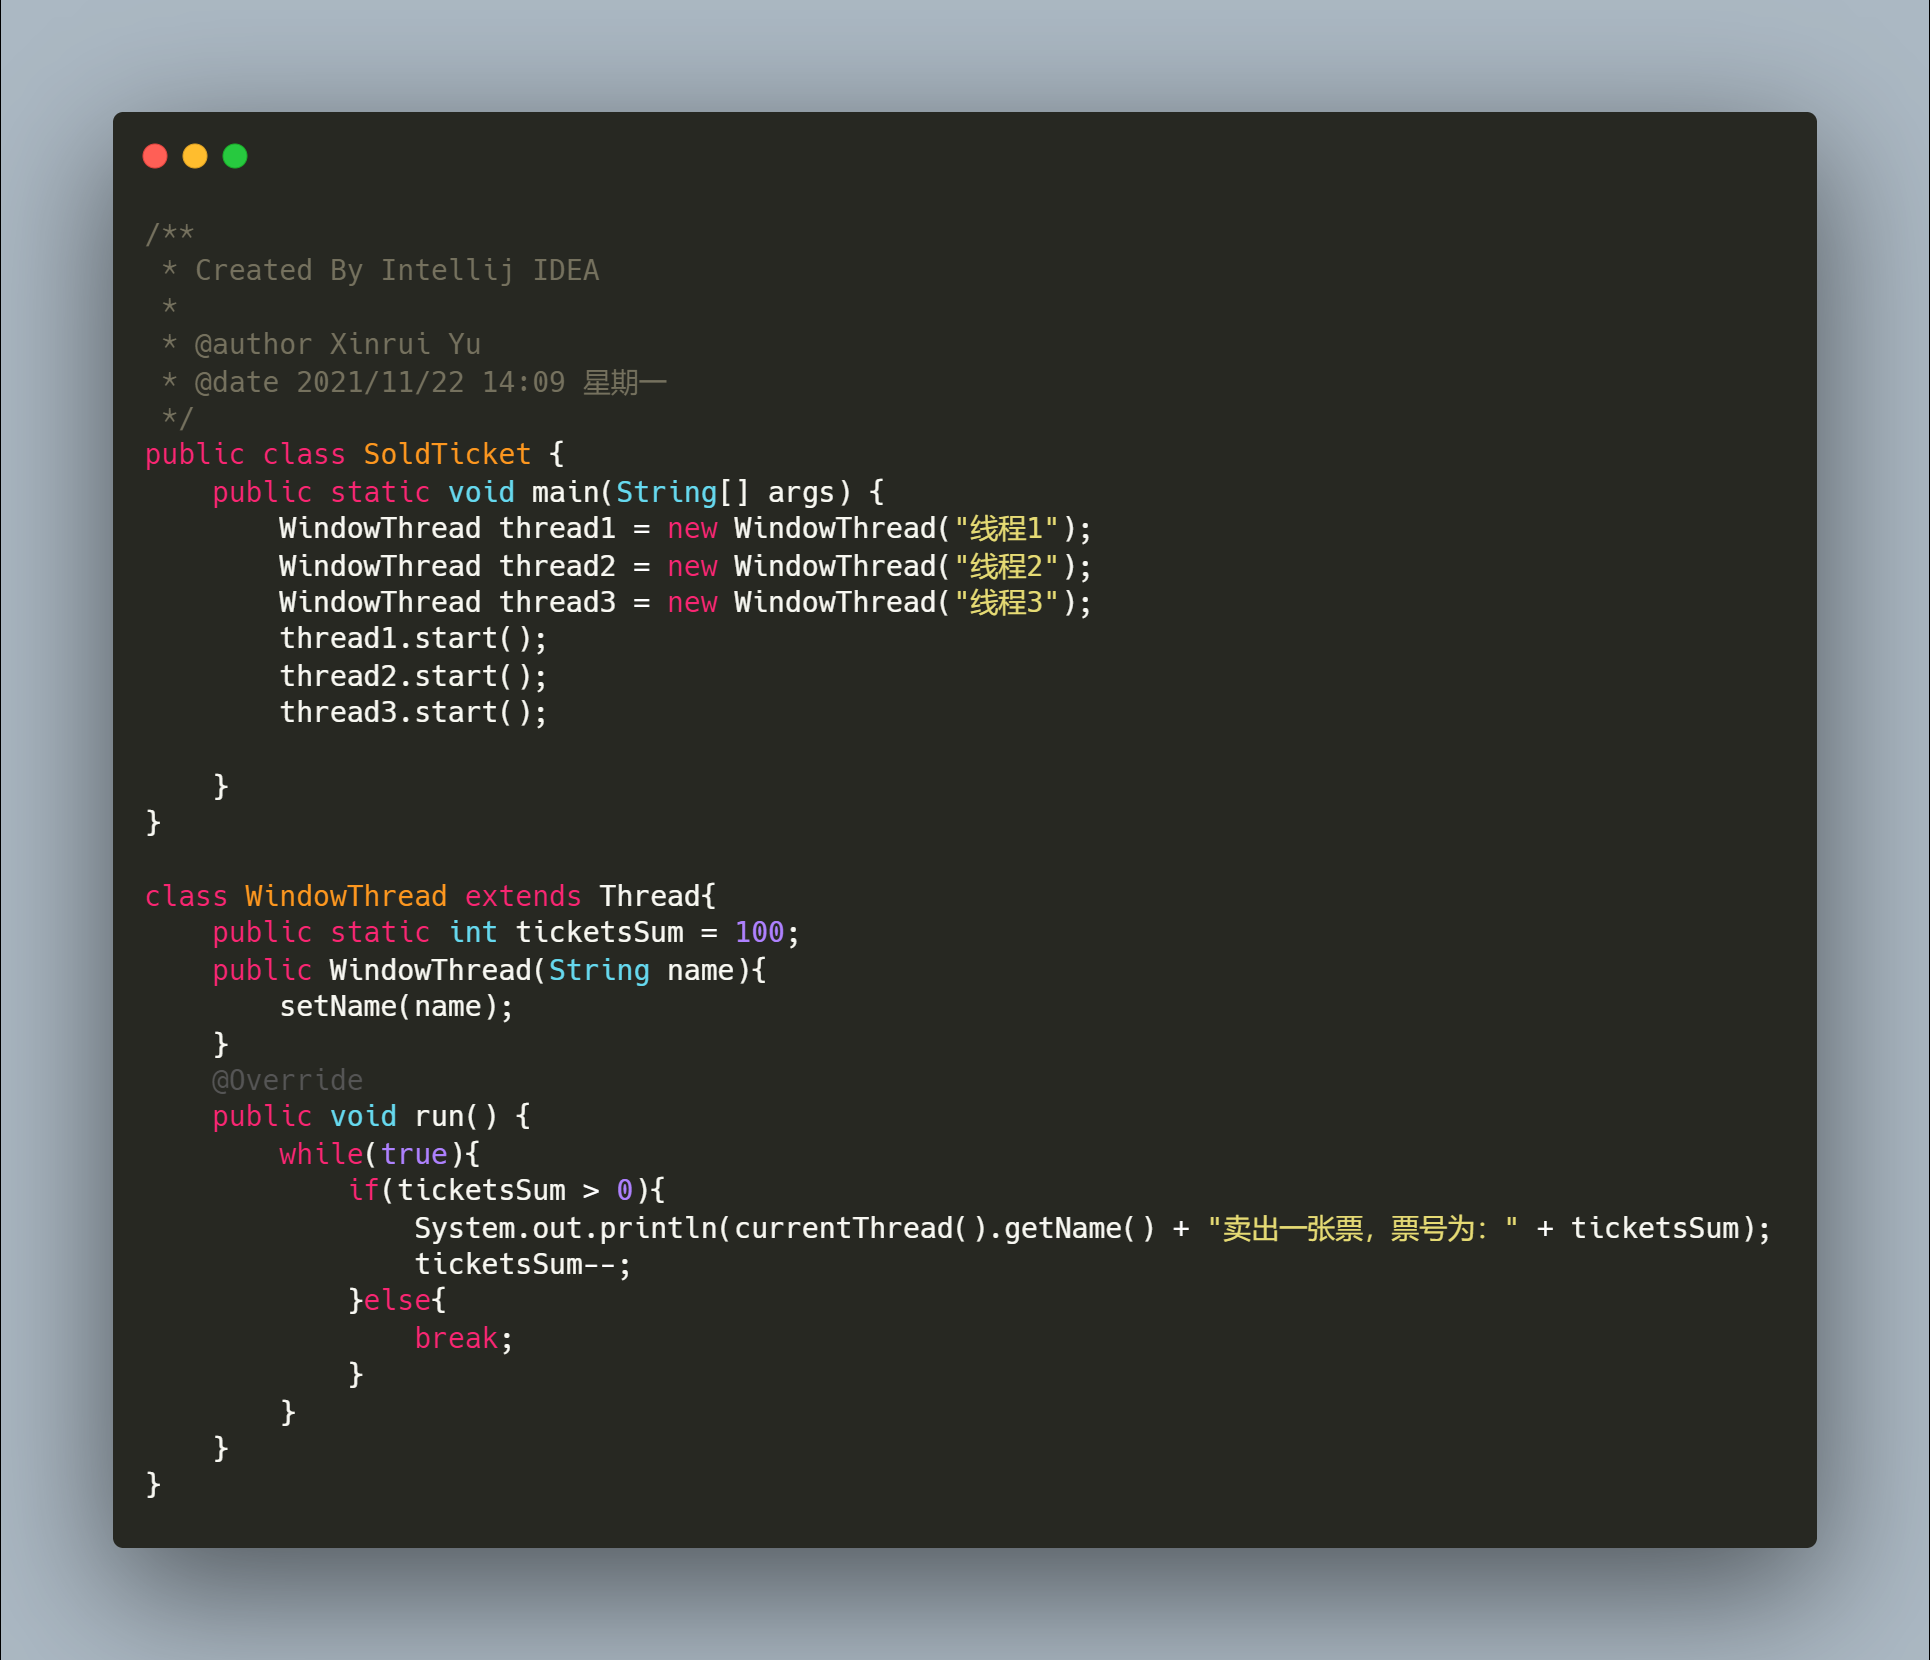 /**
 * Created By Intellij IDEA
 *
 * @author Xinrui Yu
 * @date 2021/11/22 14:09 星期一
 */
public class SoldTicket {
    public static void main(String[] args) {
        WindowThread thread1 = new WindowThread("线程1");
        WindowThread thread2 = new WindowThread("线程2");
        WindowThread thread3 = new WindowThread("线程3");
        thread1.start();
        thread2.start();
        thread3.start();

    }
}

class WindowThread extends Thread{
    public static int ticketsSum = 100;
    public WindowThread(String name){
        setName(name);
    }
    @Override
    public void run() {
        while(true){
            if(ticketsSum > 0){
                System.out.println(currentThread().getName() + "卖出一张票，票号为：" + ticketsSum);
                ticketsSum--;
            }else{
                break;
            }
        }
    }
}